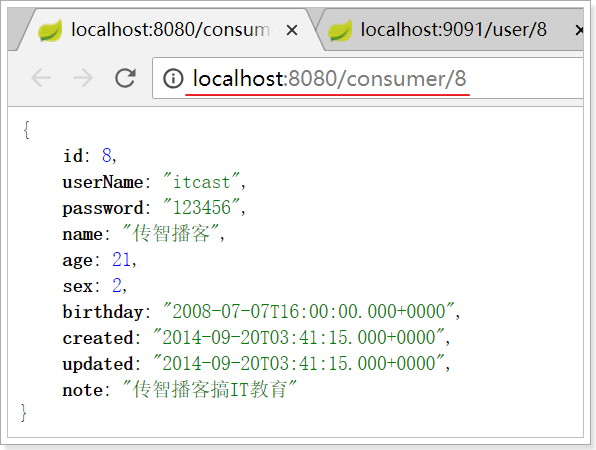 localhost:8080/consum
localhost:9091/user/8
localhost:8080/consumer/8
{
id: 8,
userName: "itcast",
password: "123456",
name: "传智播客",
age: 21,
sex: 2,
birthday: "2008-07-07T16:00:00.000+0000",
created: "2014-09-20T03:41:15.000+0000",
updated: "2014-09-20T03:41:15.000+0000",
note: "传智播客搞IT教育"
}